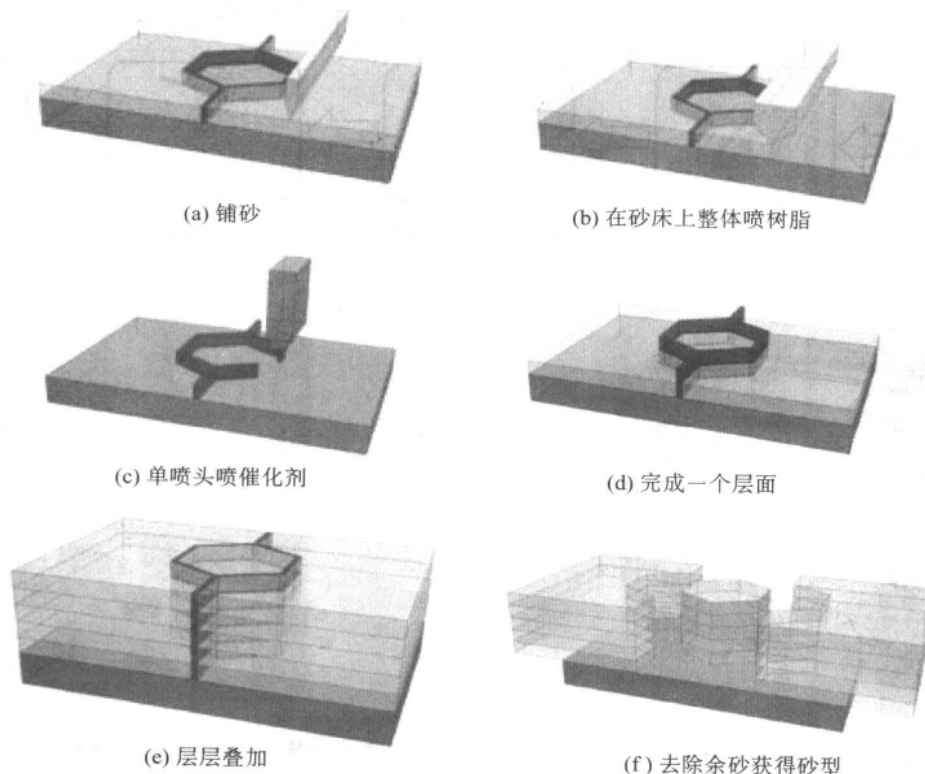 (a) 铺砂
(b) 在砂床上整体喷树脂
(c) 单喷头喷催化剂
(d) 完成一个层面
(e) 层层叠加
(f) 去除余砂获得砂型